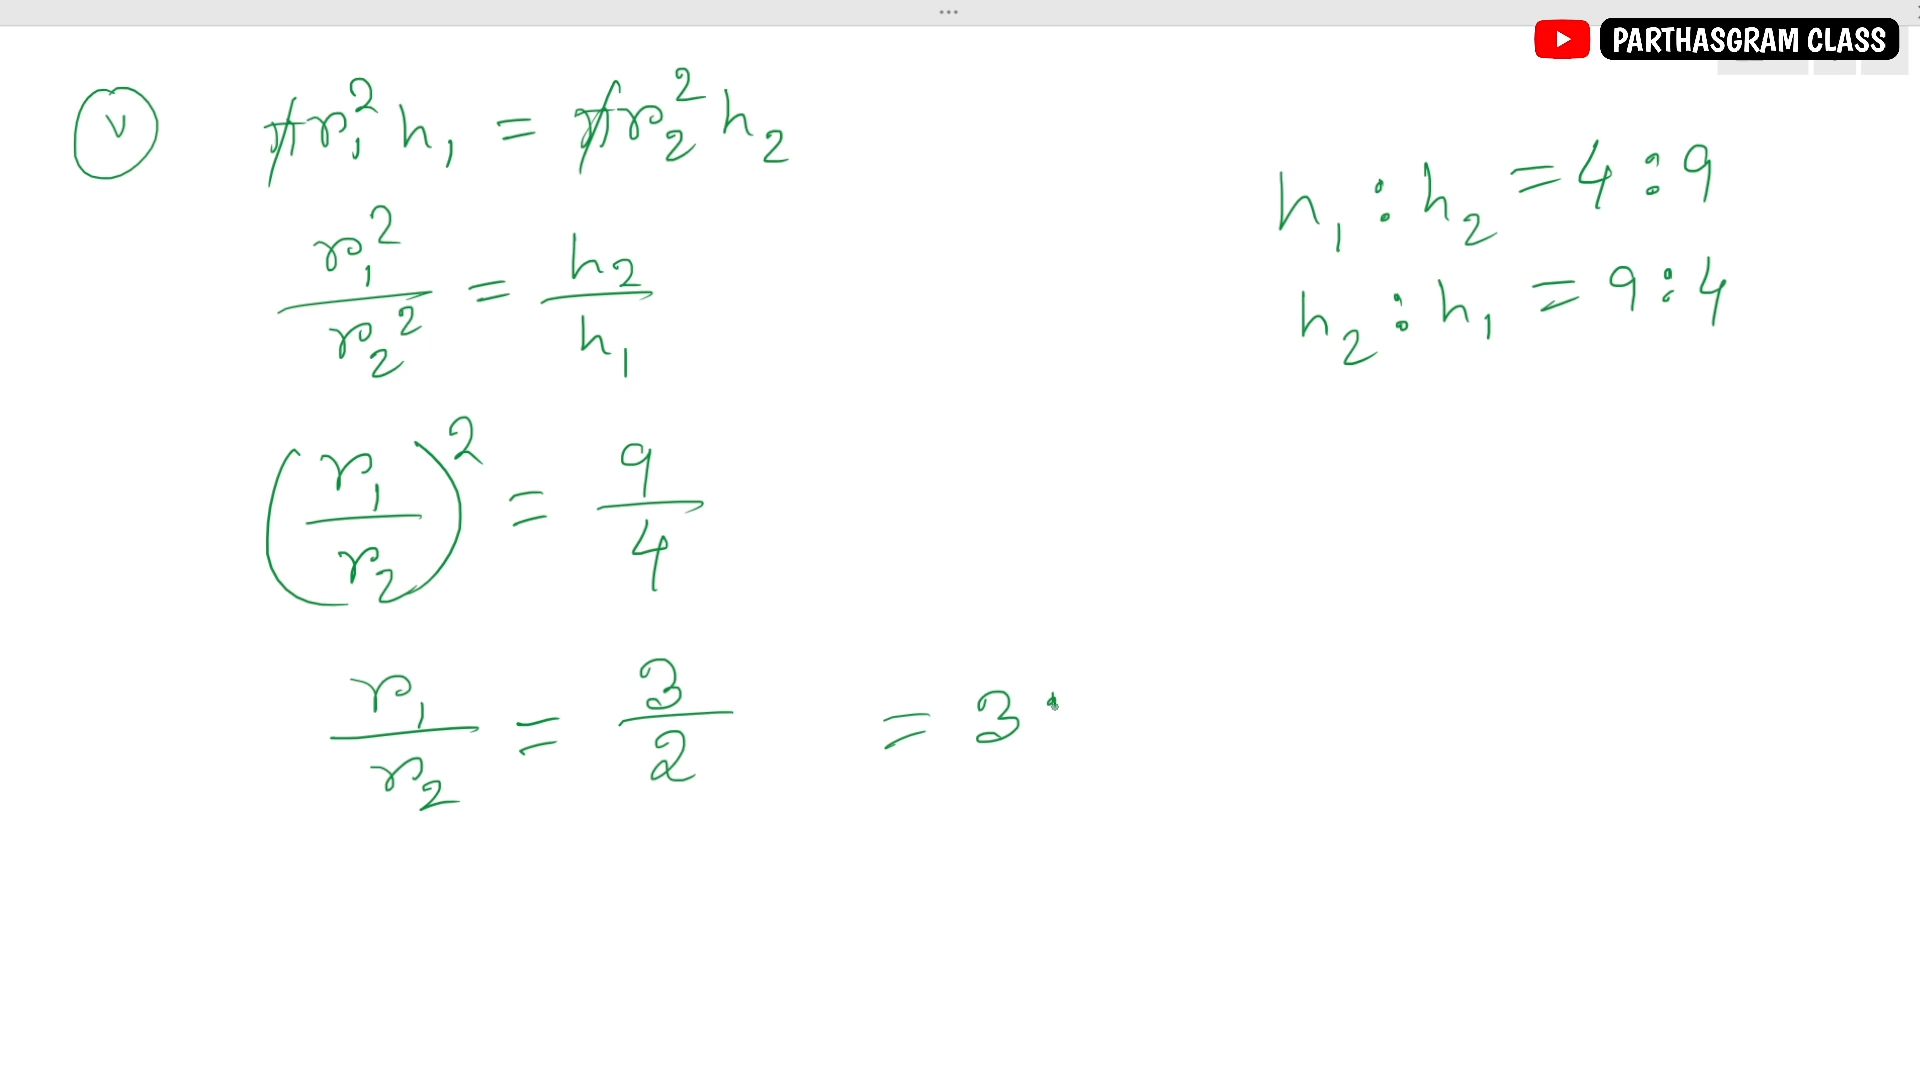 PARTHASGRAM CLASS
(v) πr₁²h₁ = πr₂²h₂
r₁²/r₂² = h₂/h₁
(r₁/r₂)² = 9/4
r₁/r₂ = 3/2 = 3
h₁ : h₂ = 4 : 9
h₂ : h₁ = 9 : 4